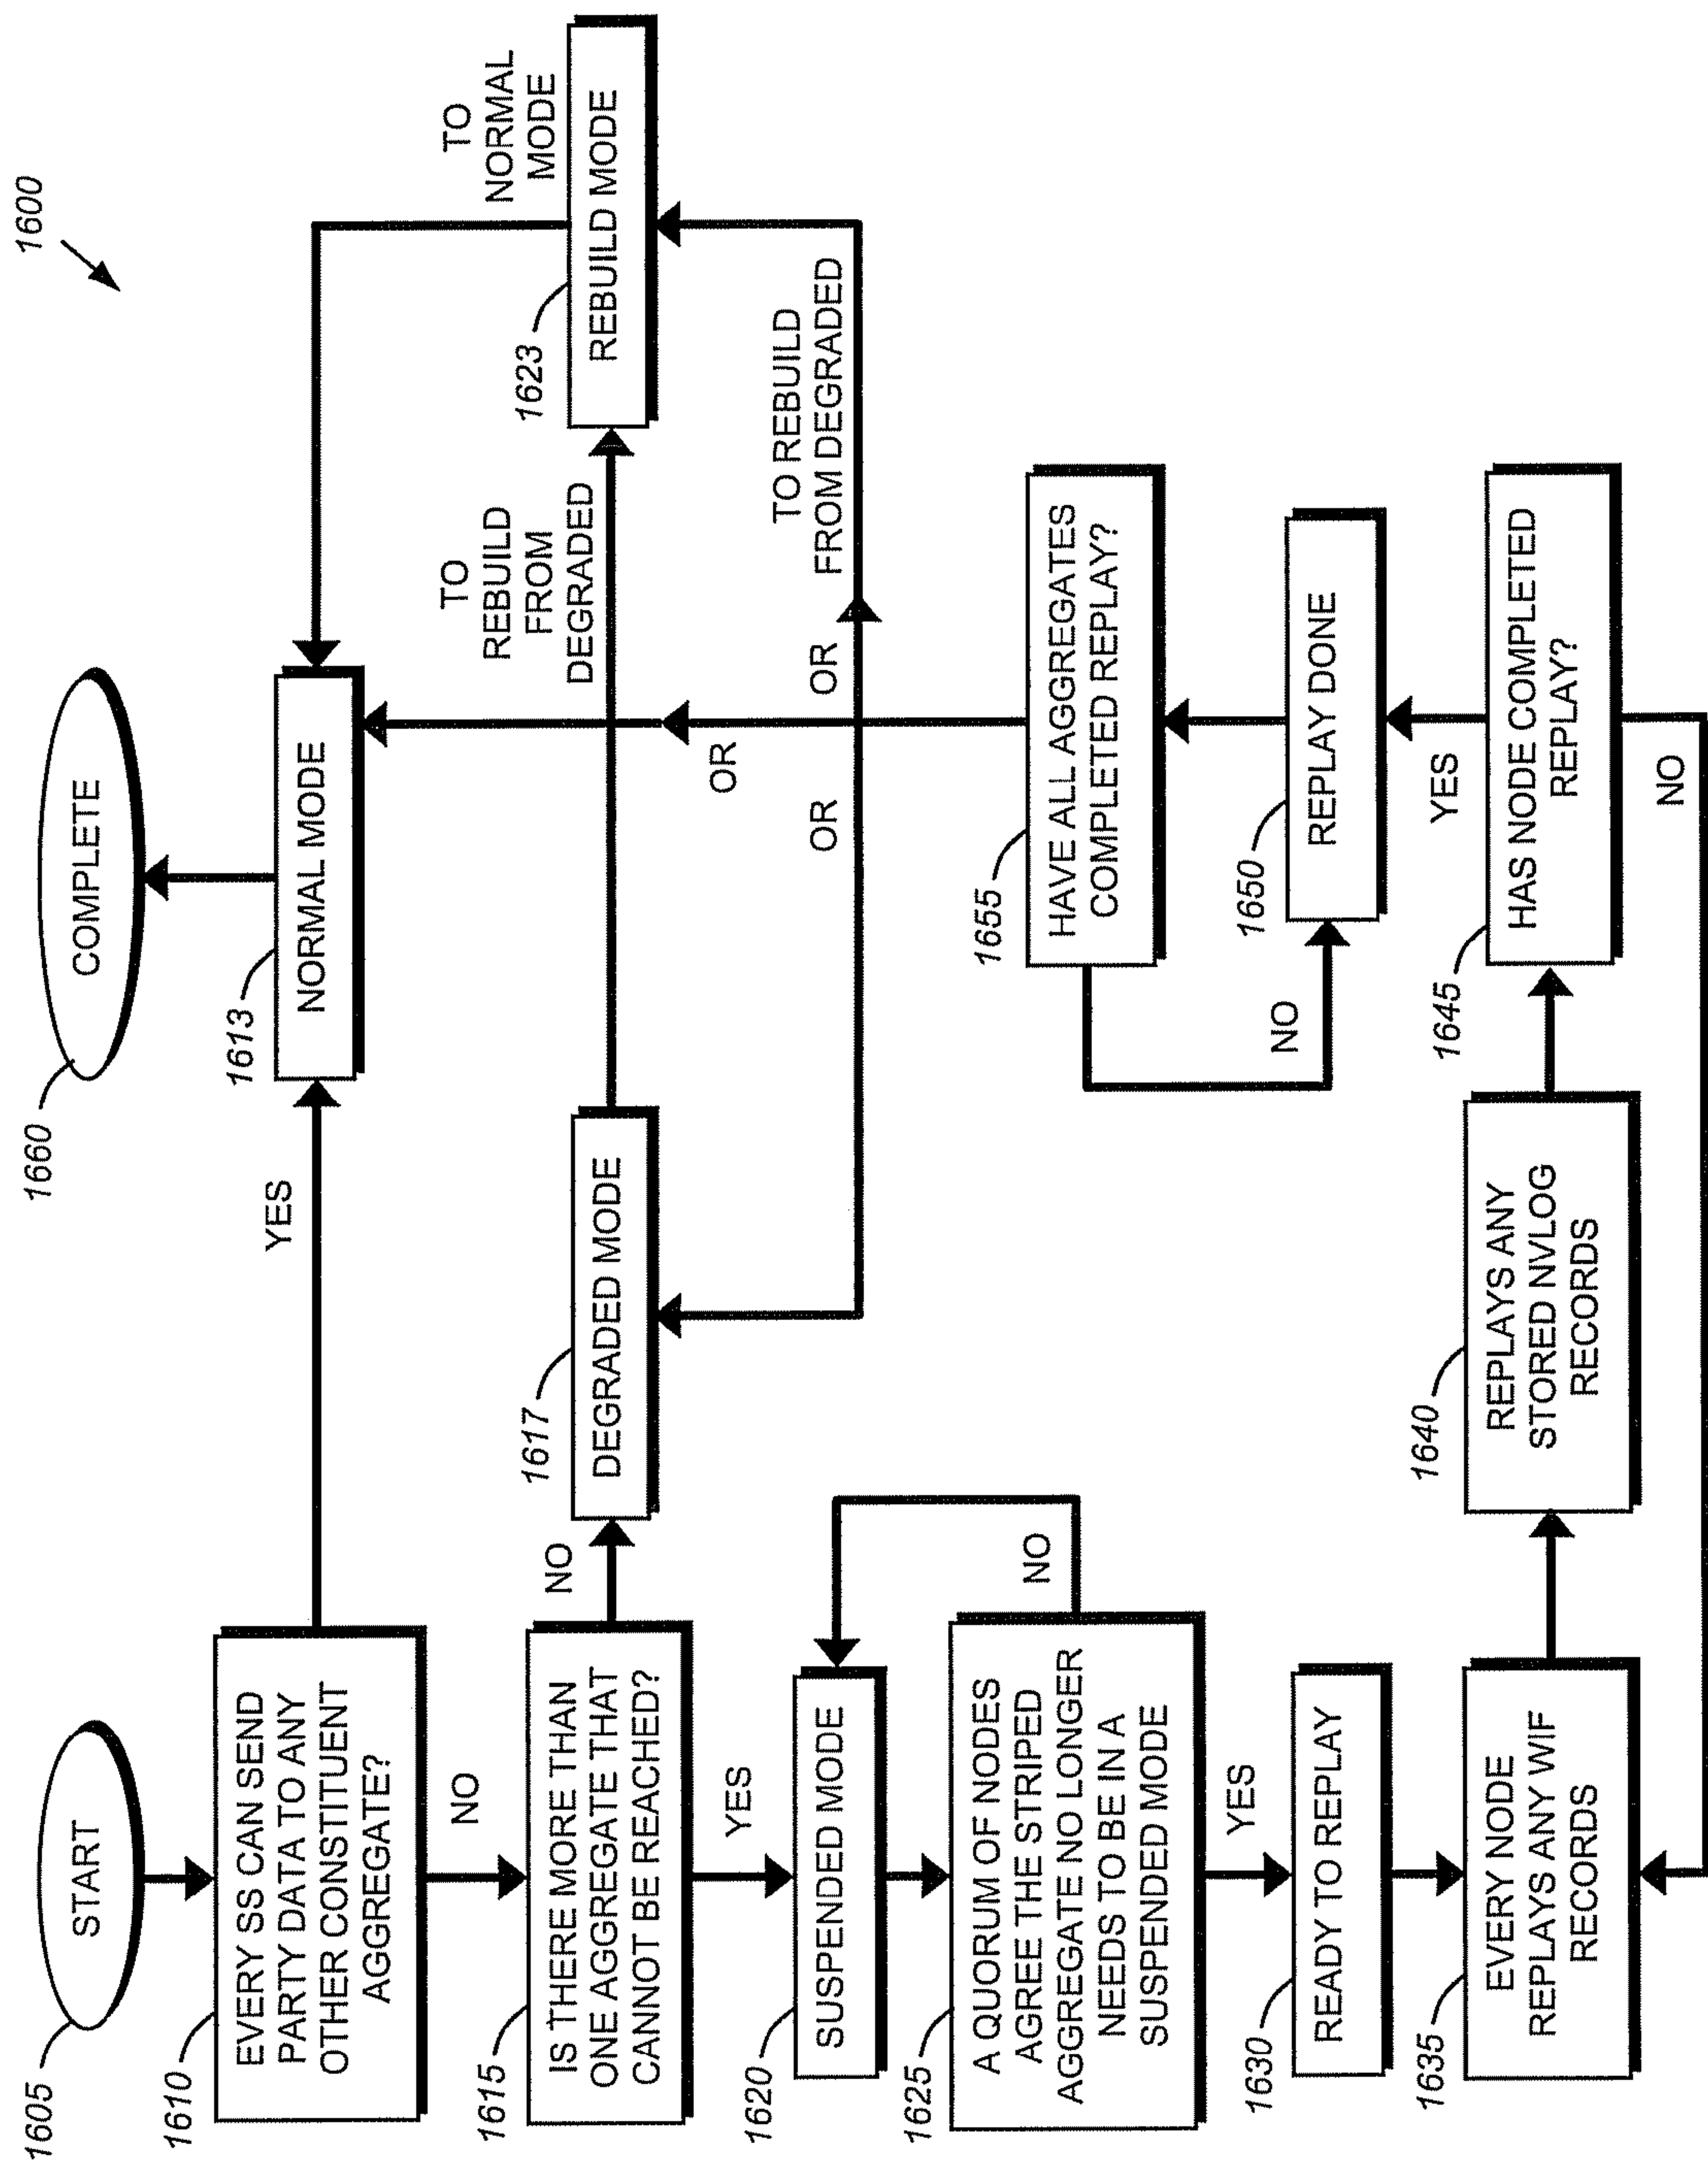 1600
START
1605
EVERY SS CAN SEND
PARTY DATA TO ANY
OTHER CONSTITUENT
AGGREGATE?
1610
YES
NO
IS THERE MORE THAN
ONE AGGREGATE THAT
CANNOT BE REACHED?
1615
NO
YES
SUSPENDED MODE
1620
A QUORUM OF NODES
AGREE THE STRIPED
AGGREGATE NO LONGER
NEEDS TO BE IN A
SUSPENDED MODE
1625
NO
YES
READY TO REPLAY
1630
EVERY NODE
REPLAYS ANY WIF
RECORDS
1635
REPLAYS ANY
STORED NVLOG
RECORDS
1640
HAS NODE COMPLETED
REPLAY?
1645
NO
YES
REPLAY DONE
1650
HAVE ALL AGGREGATES
COMPLETED REPLAY?
1655
NO
OR
OR
OR
TO REBUILD
FROM DEGRADED
DEGRADED MODE
1617
TO
REBUILD
FROM
DEGRADED
REBUILD MODE
1623
TO
NORMAL
MODE
NORMAL MODE
1613
COMPLETE
1660